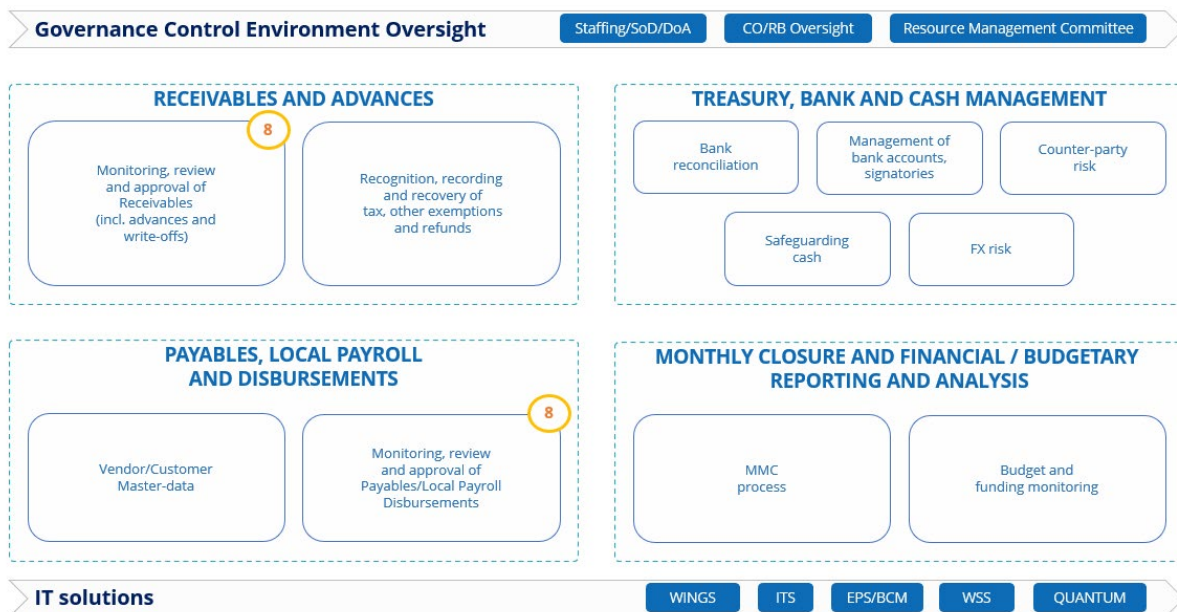 Governance Control Environment Oversight
Staffing/SoD/DoA
CO/RB Oversight
Resource Management Committee
RECEIVABLES AND ADVANCES
8
Monitoring, review
and approval of
Receivables
(incl. advances and
write-offs)
Recognition, recording
and recovery of
tax, other exemptions
and refunds
TREASURY, BANK AND CASH MANAGEMENT
Bank
reconciliation
Management of
bank accounts,
signatories
Counter-party
risk
Safeguarding
cash
FX risk
PAYABLES, LOCAL PAYROLL
AND DISBURSEMENTS
Vendor/Customer
Master-data
8
Monitoring, review
and approval of
Payables/Local Payroll
Disbursements
MONTHLY CLOSURE AND FINANCIAL / BUDGETARY
REPORTING AND ANALYSIS
MMC
process
Budget and
funding monitoring
IT solutions
WINGS
ITS
EPS/BCM
WSS
QUANTUM